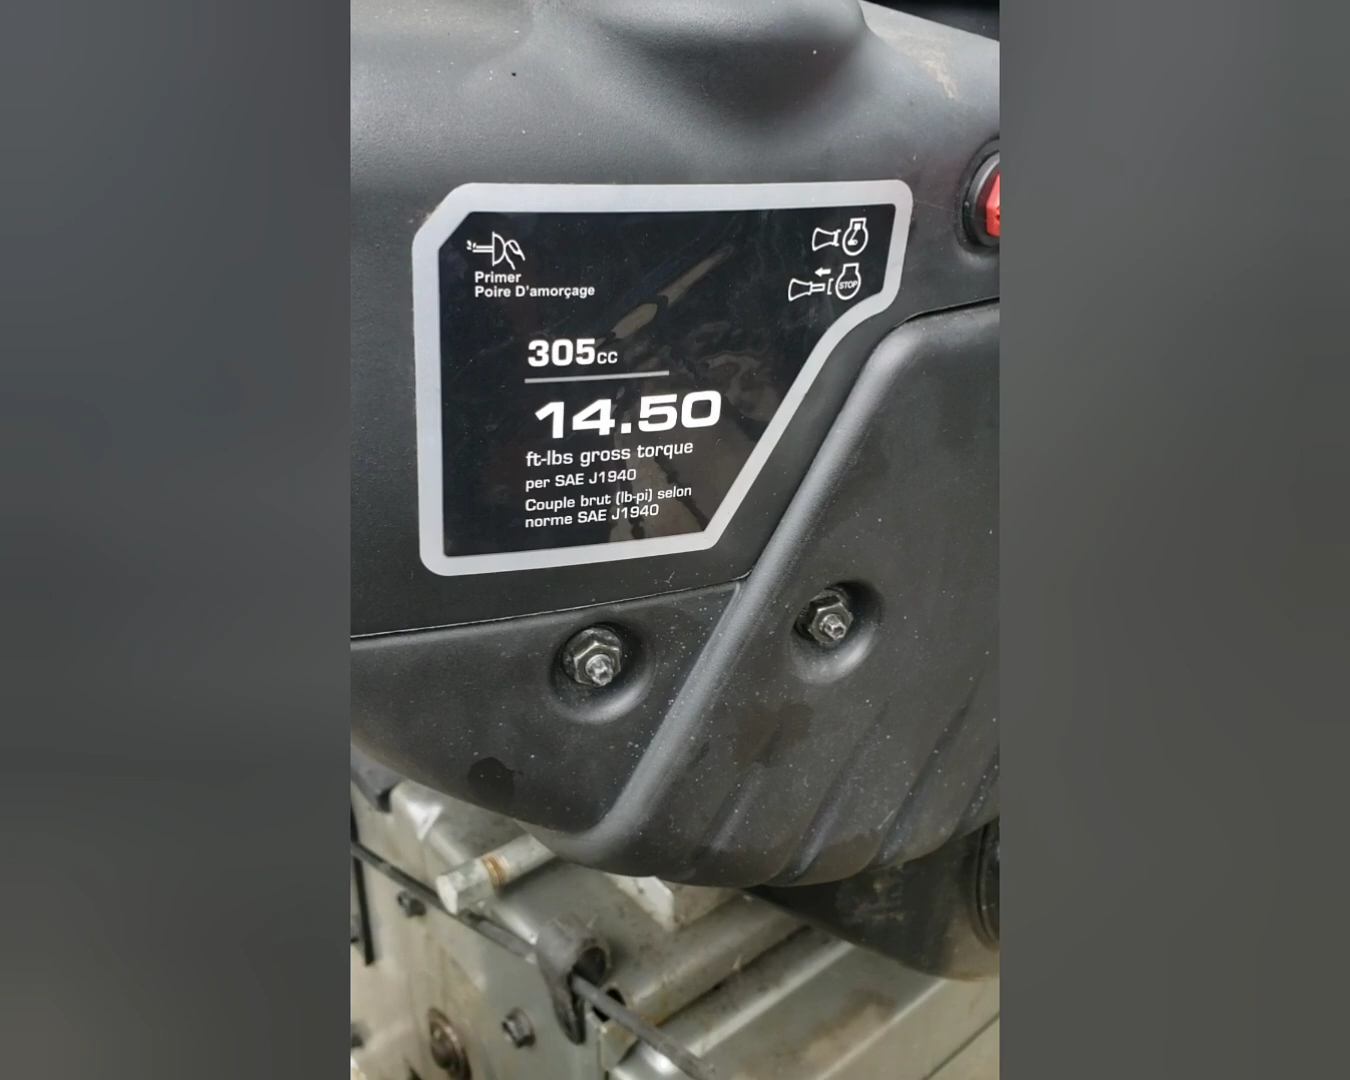 Primer
Poire D'amorçage
STOP
305cc
14.50
ft-lbs gross torque
per SAE J1940
Couple brut (lb-pi) selon
norme SAE J1940